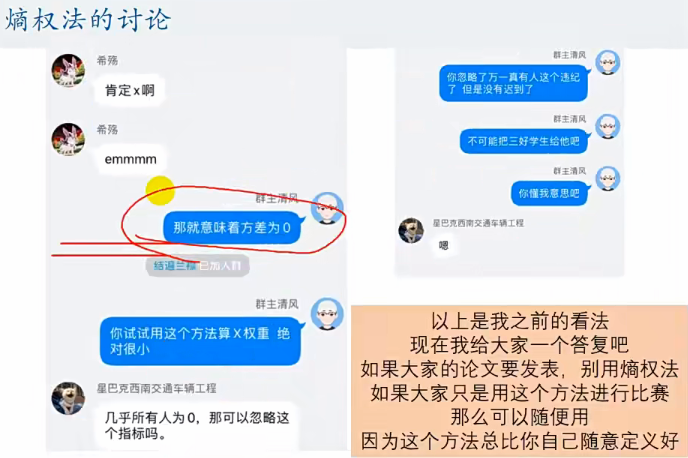 熵权法的讨论
希殇
肯定x啊
希殇
emmmm
群主清风
那就意味着方差为0
已加入群
群主清风
你试试用这个方法算X权重 绝
对很小
星巴克西南交通车辆工程
几乎所有人为0，那可以忽略这
个指标吗。
群主清风
你忽略了万一真有人这个违纪
了 但是没有迟到了
群主清风
不可能把三好学生给他吧
群主清风
你懂我意思吧
星巴克西南交通车辆工程
嗯
以上是我之前的看法
现在我给大家一个答复吧
如果大家的论文要发表，别用熵权法
如果大家只是用这个方法进行比赛
那么可以随便用
因为这个方法总比你自己随意定义好